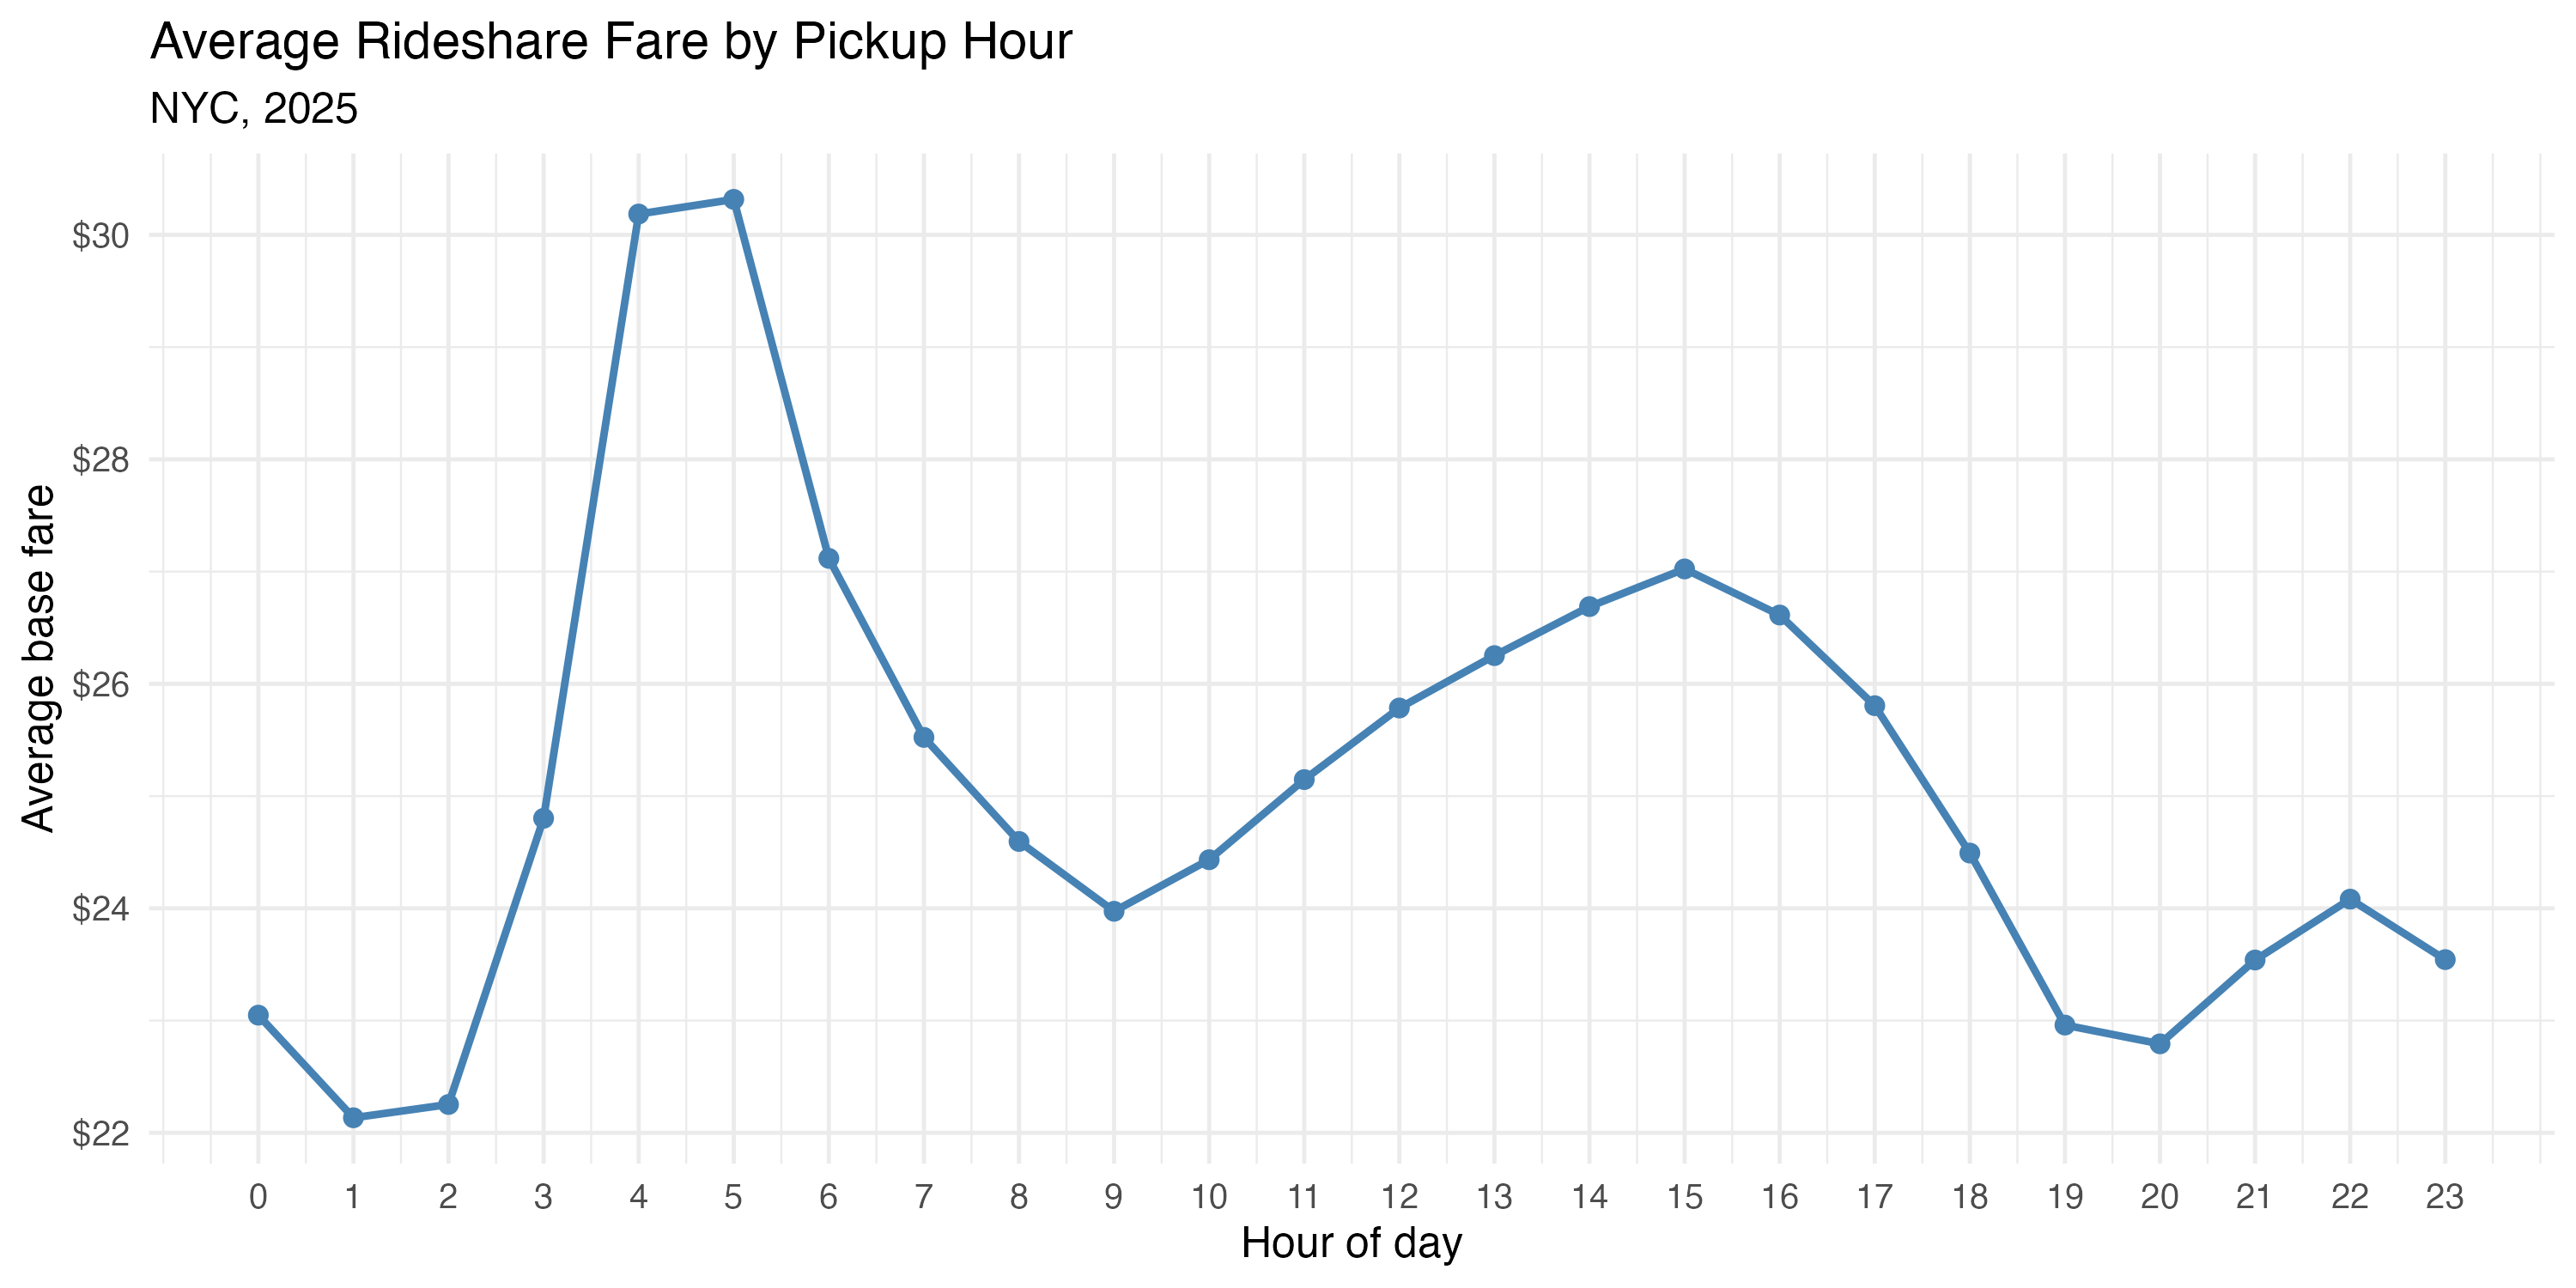 Average Rideshare Fare by Pickup Hour
NYC, 2025
Average base fare
$30
$28
$26
$24
$22
0 1 2 3 4 5 6 7 8 9 10 11 12 13 14 15 16 17 18 19 20 21 22 23
Hour of day